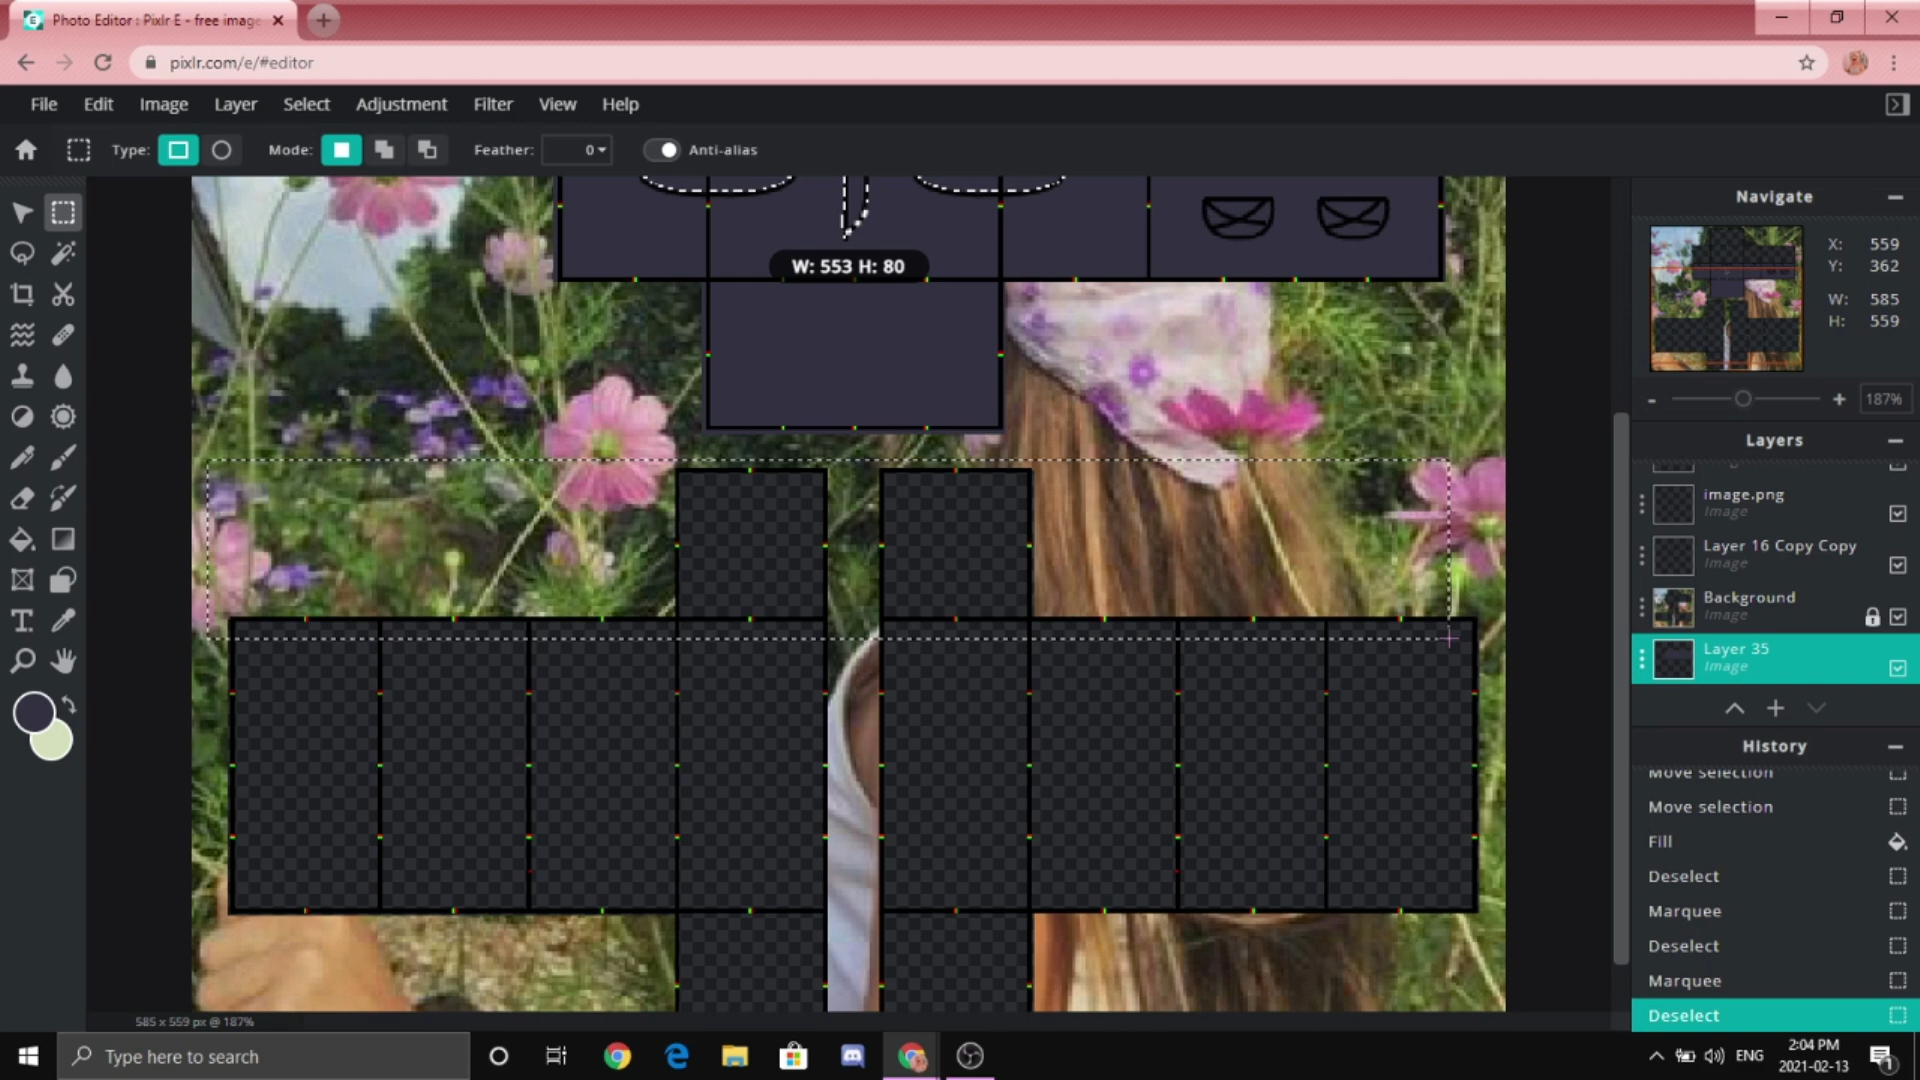 Photo Editor : Pixlr E - free image
pixlr.com/e/#editor
File Edit Image Layer Select Adjustment Filter View Help
Type: Mode: Feather: 0 Anti-alias
W: 553 H: 80
Navigate
X: 559
Y: 362
W: 585
H: 559
187%
Layers
image.png
Image
Layer 16 Copy Copy
Image
Background
Image
Layer 35
Image
History
Move selection
Move selection
Fill
Deselect
Marquee
Deselect
Marquee
Deselect
585 x 559 px @ 187%
Type here to search
ENG
2:04 PM
2021-02-13
1